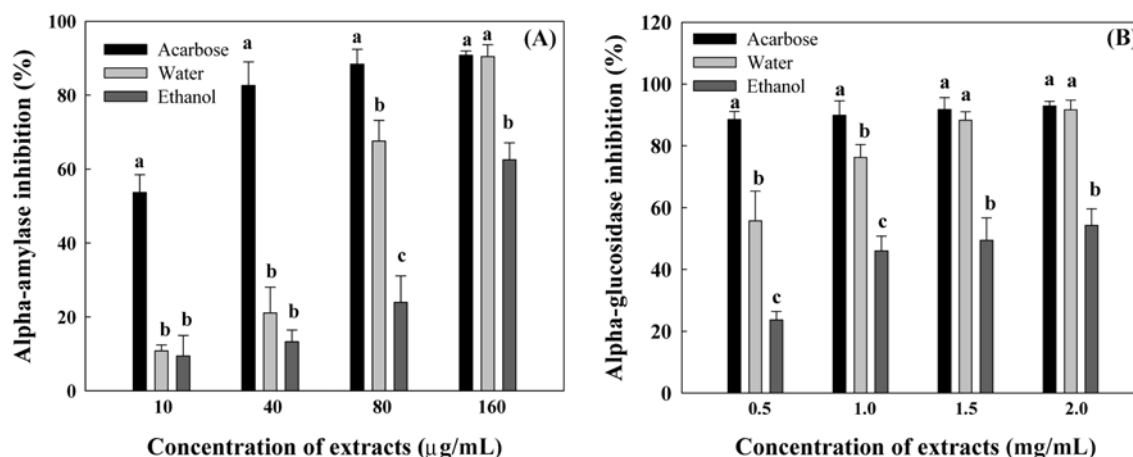 100
80
60
40
20
0
Alpha-amylase inhibition (%)
Acarbose
Water
Ethanol
(A)
a
b
b
a
b
b
a
b
c
a
a
b
10
40
80
160
Concentration of extracts (μg/mL)
120
100
80
60
40
20
0
Alpha-glucosidase inhibition (%)
Acarbose
Water
Ethanol
(B)
a
b
c
a
b
c
a
a
b
a
a
b
0.5
1.0
1.5
2.0
Concentration of extracts (mg/mL)